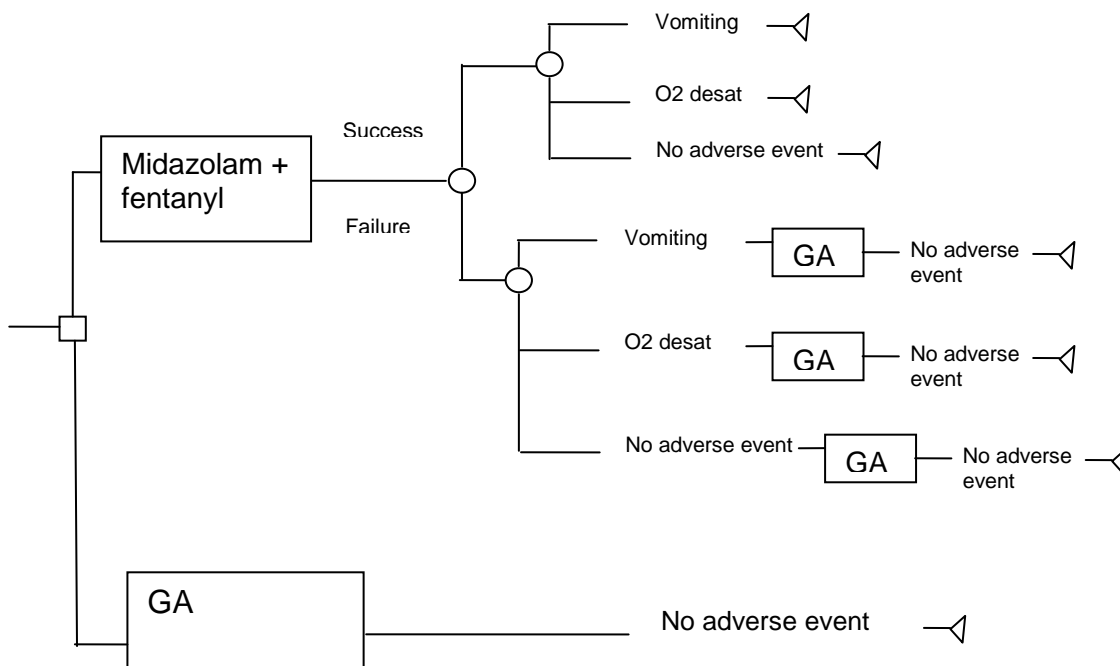 Vomiting
O2 desat
Success
No adverse event
Midazolam +
fentanyl
Failure
Vomiting
GA
No adverse
event
O2 desat
GA
No adverse
event
No adverse event
GA
No adverse
event
GA
No adverse event